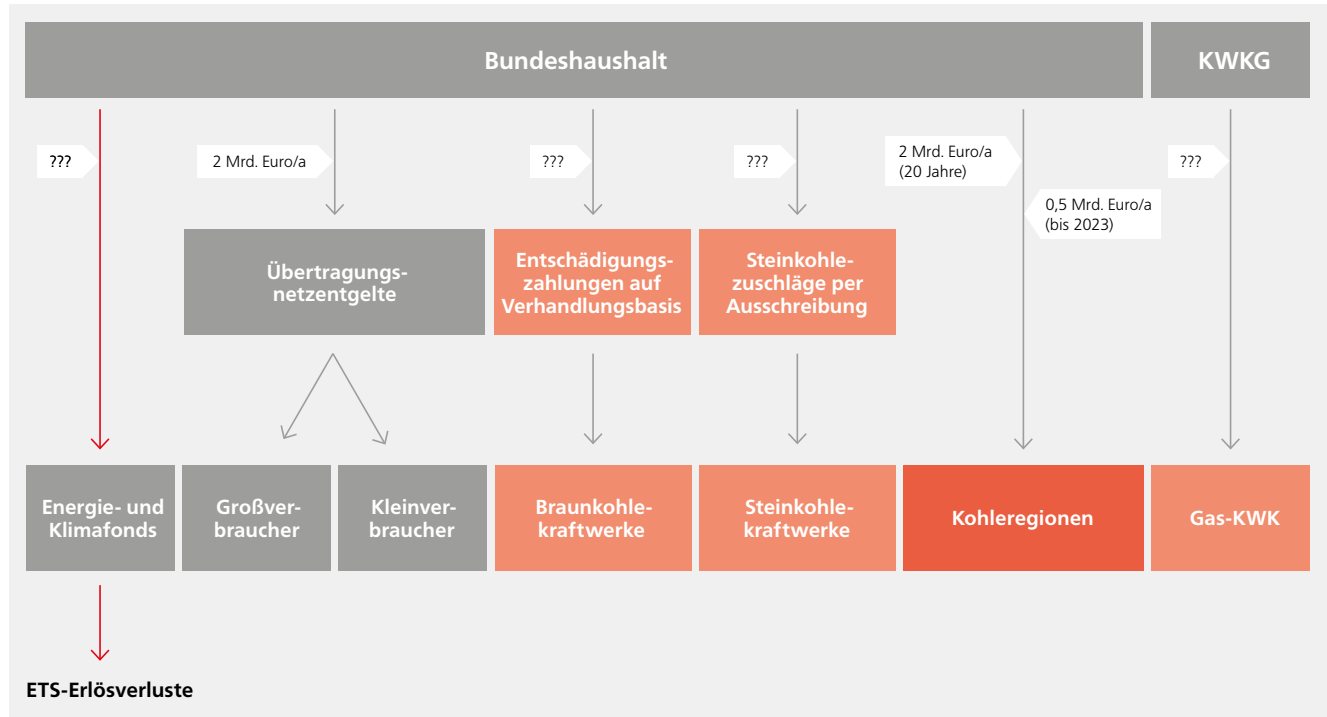 Bundeshaushalt
KWKG
???
2 Mrd. Euro/a
???
???
2 Mrd. Euro/a
(20 Jahre)
0,5 Mrd. Euro/a
(bis 2023)
???
Übertragungs-
netzentgelte
Entschädigungs-
zahlungen auf
Verhandlungsbasis
Steinkohle-
zuschläge per
Ausschreibung
Energie- und
Klimafonds
Großver-
braucher
Kleinver-
braucher
Braunkohle-
kraftwerke
Steinkohle-
kraftwerke
Kohleregionen
Gas-KWK
ETS-Erlösverluste